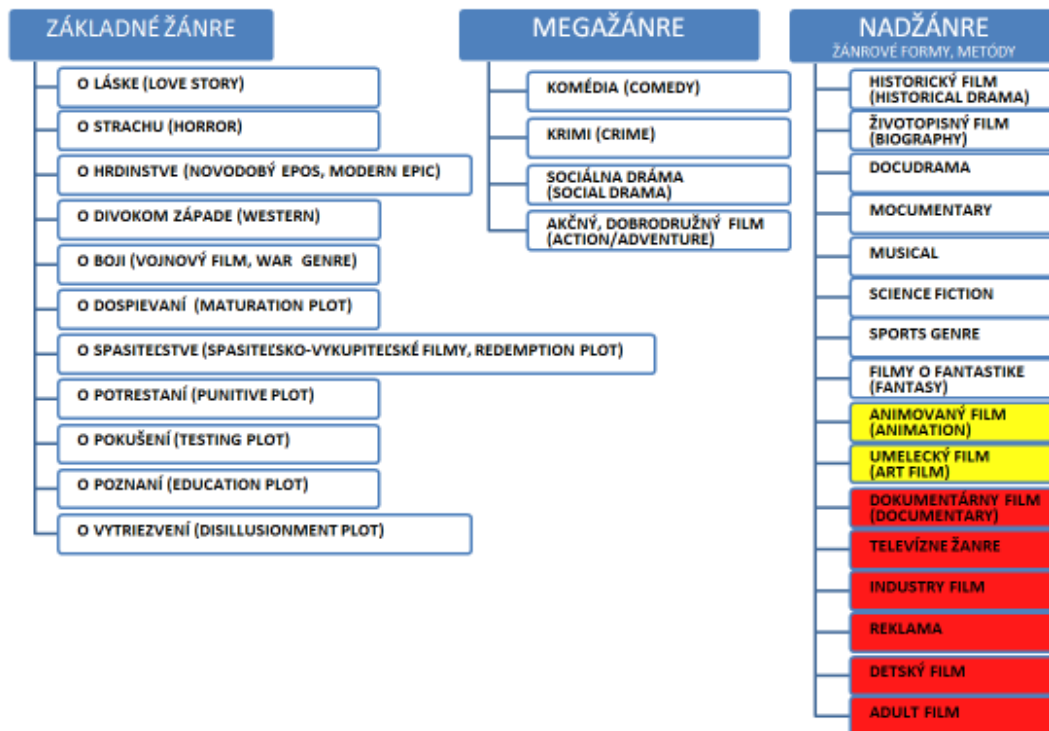 ZÁKLADNÉ ŽÁNRE
O LÁSKE (LOVE STORY)
O STRACHU (HORROR)
O HRDINSTVE (NOVODOBÝ EPOS, MODERN EPIC)
O DIVOKOM ZÁPADE (WESTERN)
O BOJI (VOJNOVÝ FILM, WAR GENRE)
O DOSPIEVANÍ (MATURATION PLOT)
O SPASITEĽSTVE (SPASITEĽSKO-VYKUPITEĽSKÉ FILMY, REDEMPTION PLOT)
O POTRESTANÍ (PUNITIVE PLOT)
O POKUŠENÍ (TESTING PLOT)
O POZNANÍ (EDUCATION PLOT)
O VYTRIEZVENÍ (DISILLUSIONMENT PLOT)
MEGAŽÁNRE
KOMÉDIA (COMEDY)
KRIMI (CRIME)
SOCIÁLNA DRÁMA
(SOCIAL DRAMA)
AKČNÝ, DOBRODRUŽNÝ FILM
(ACTION/ADVENTURE)
NADŽÁNRE
ŽÁNROVÉ FORMY, METÓDY
HISTORICKÝ FILM
(HISTORICAL DRAMA)
ŽIVOTOPISNÝ FILM
(BIOGRAPHY)
DOCUDRAMA
MOCUMENTARY
MUSICAL
SCIENCE FICTION
SPORTS GENRE
FILMY O FANTASTIKE
(FANTASY)
ANIMOVANÝ FILM
(ANIMATION)
UMELECKÝ FILM
(ART FILM)
DOKUMENTÁRNY FILM
(DOCUMENTARY)
TELEVÍZNE ŽANRE
INDUSTRY FILM
REKLAMA
DETSKÝ FILM
ADULT FILM